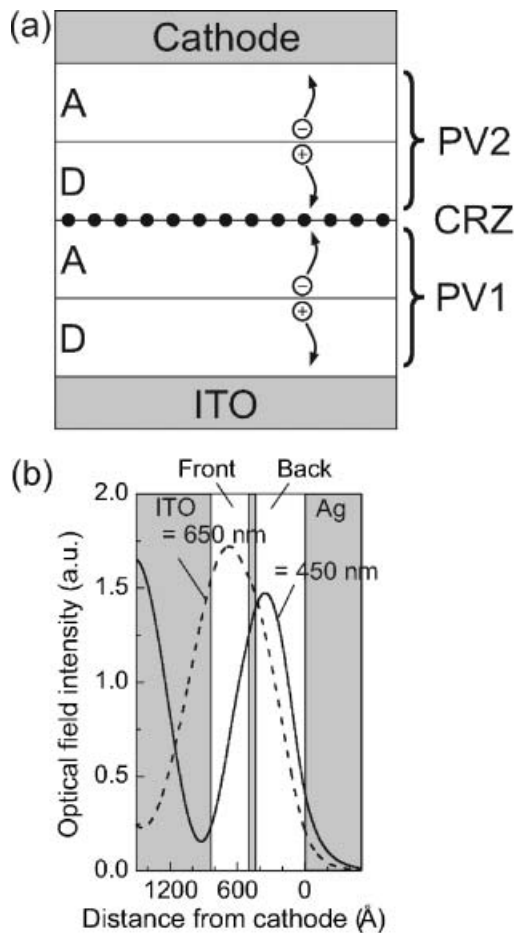 (a)
Cathode
A
D
PV2
CRZ
A
D
PV1
ITO
(b)
Front Back
2.0
1.5
1.0
0.5
0.0
Optical field intensity (a.u.)
ITO
Ag
= 650 nm
= 450 nm
1200 600 0
Distance from cathode (Å)